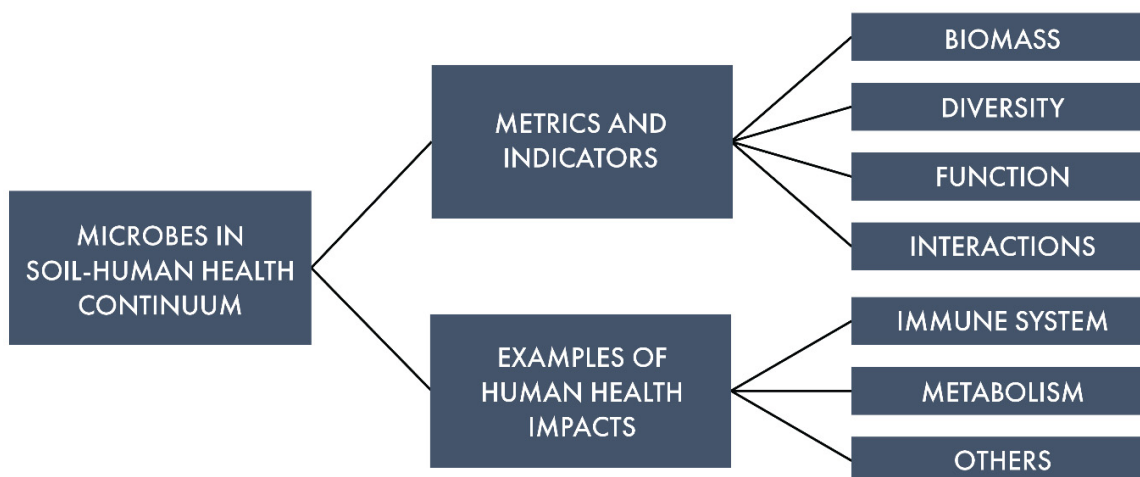 MICROBES IN
SOIL-HUMAN HEALTH
CONTINUUM
METRICS AND
INDICATORS
BIOMASS
DIVERSITY
FUNCTION
INTERACTIONS
EXAMPLES OF
HUMAN HEALTH
IMPACTS
IMMUNE SYSTEM
METABOLISM
OTHERS